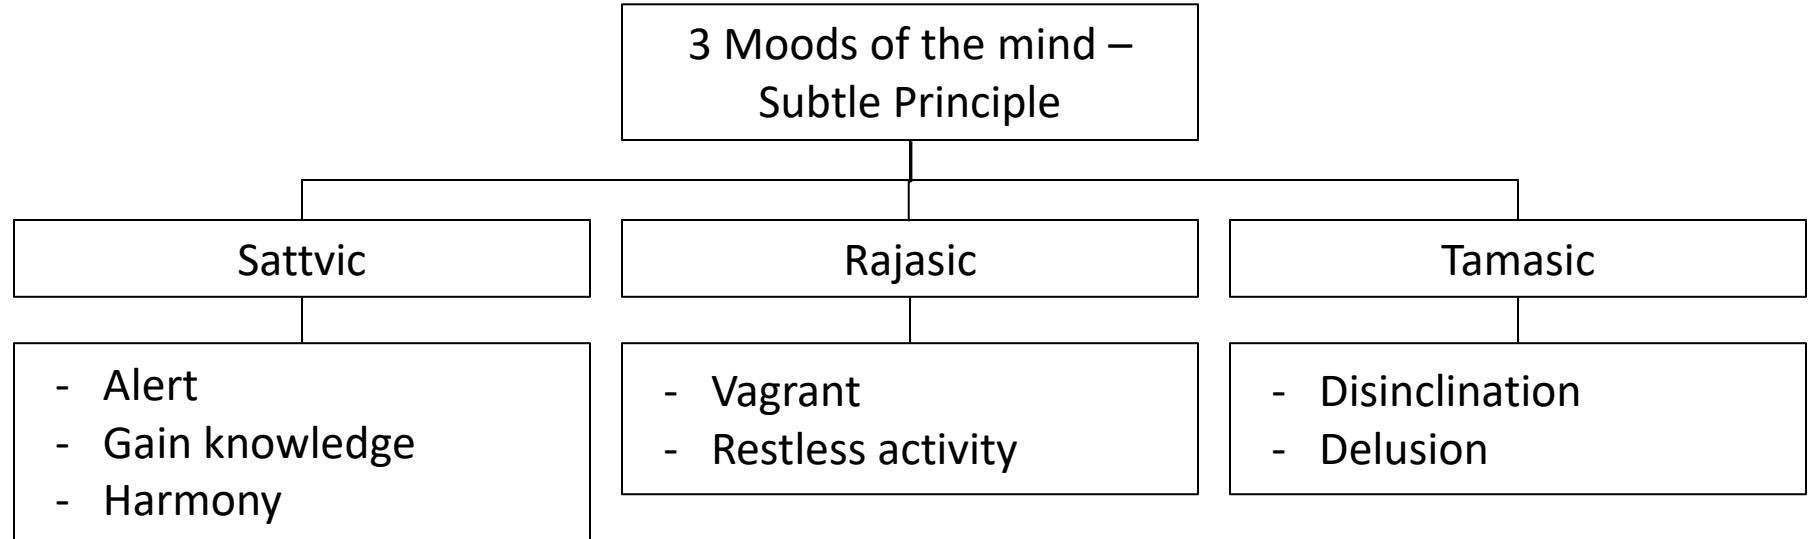 3 Moods of the mind –
Subtle Principle
Sattvic
Rajasic
Tamasic
- Alert
- Gain knowledge
- Harmony
- Vagrant
- Restless activity
- Disinclination
- Delusion